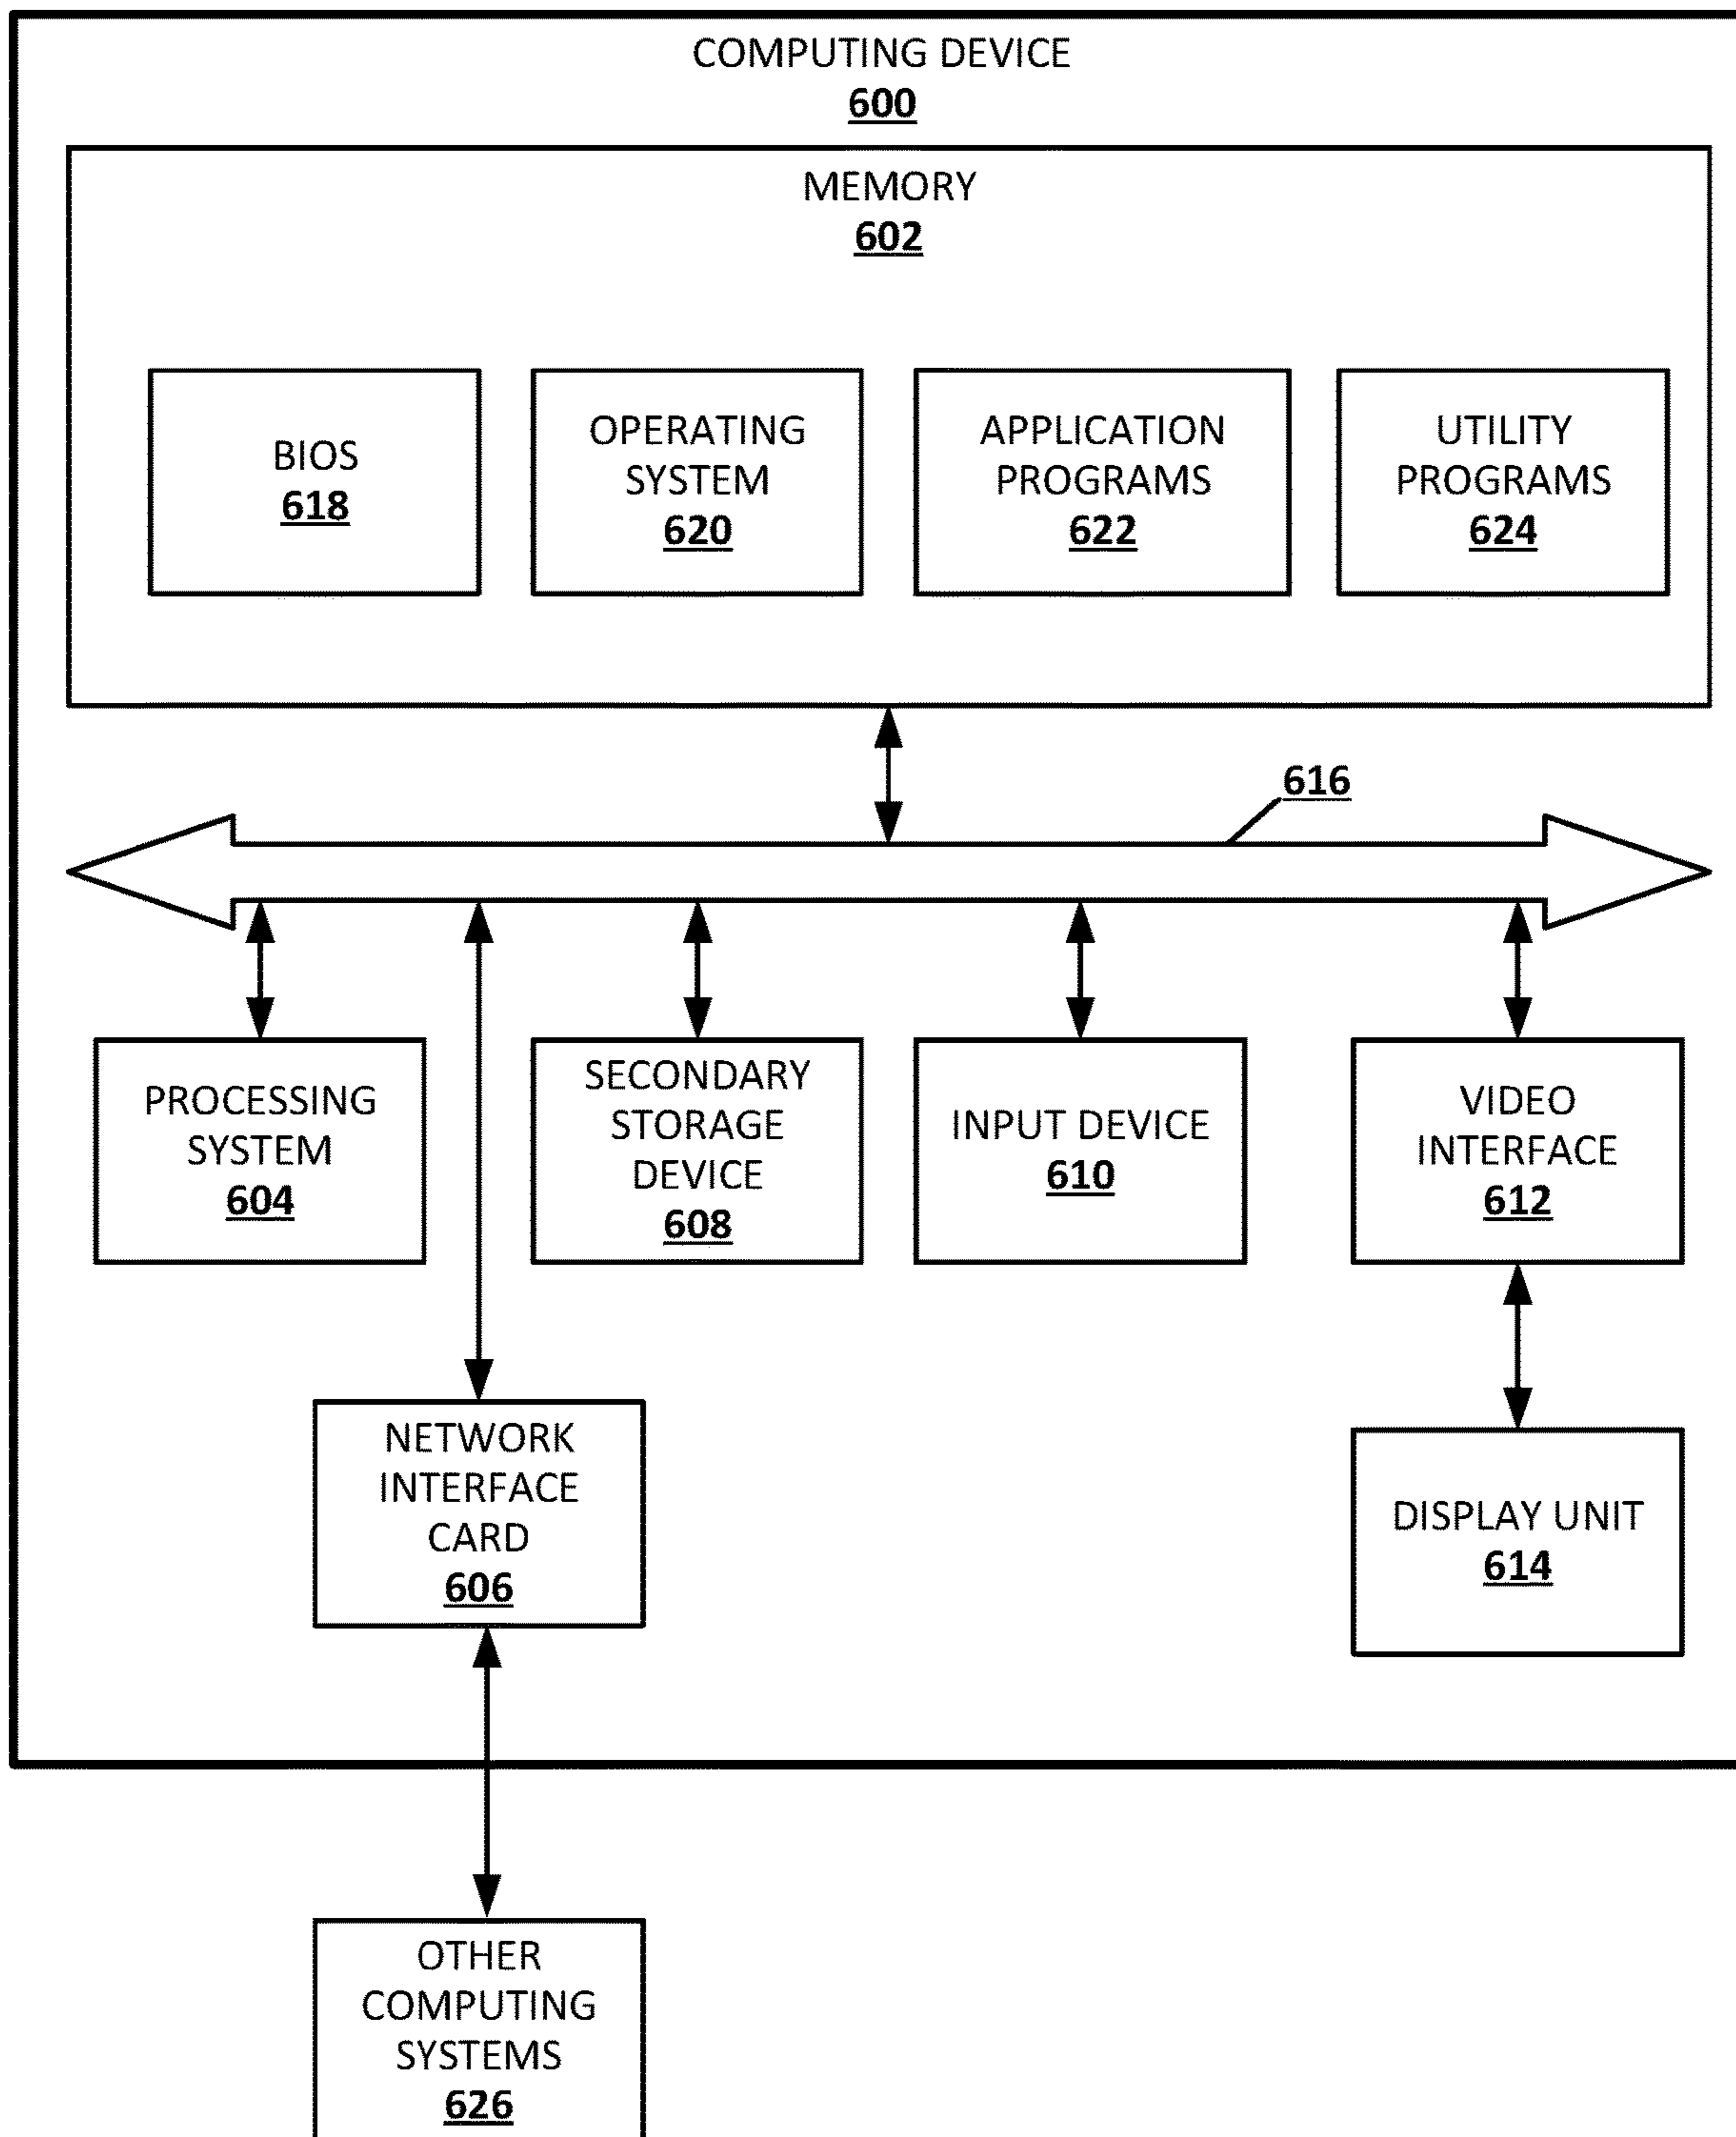 COMPUTING DEVICE
600
MEMORY
602
BIOS
618
OPERATING
SYSTEM
620
APPLICATION
PROGRAMS
622
UTILITY
PROGRAMS
624
616
PROCESSING
SYSTEM
604
SECONDARY
STORAGE
DEVICE
608
INPUT DEVICE
610
VIDEO
INTERFACE
612
NETWORK
INTERFACE
CARD
606
DISPLAY UNIT
614
OTHER
COMPUTING
SYSTEMS
626